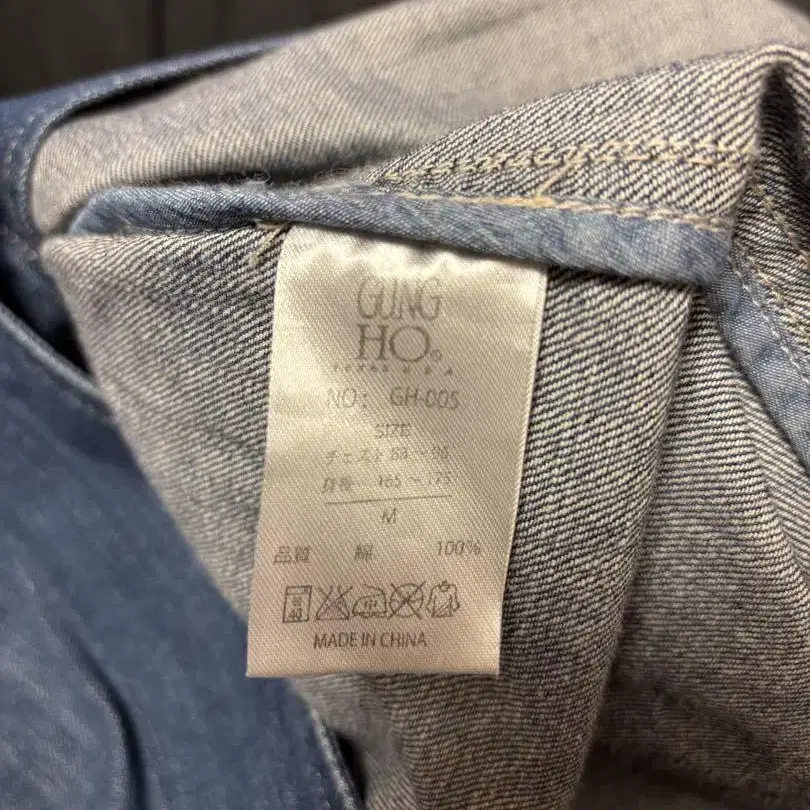 GUNG
HO®
TEXAS U.S.A
NO: GH-005
SIZE
チェスト 88～96
身長 165～175
M
品質 綿 100%
MADE IN CHINA